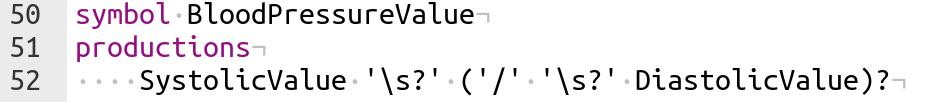 50 symbol BloodPressureValue¬
51 productions¬
52 ····SystolicValue·'\s?'·('/'·'\s?'·DiastolicValue)?¬